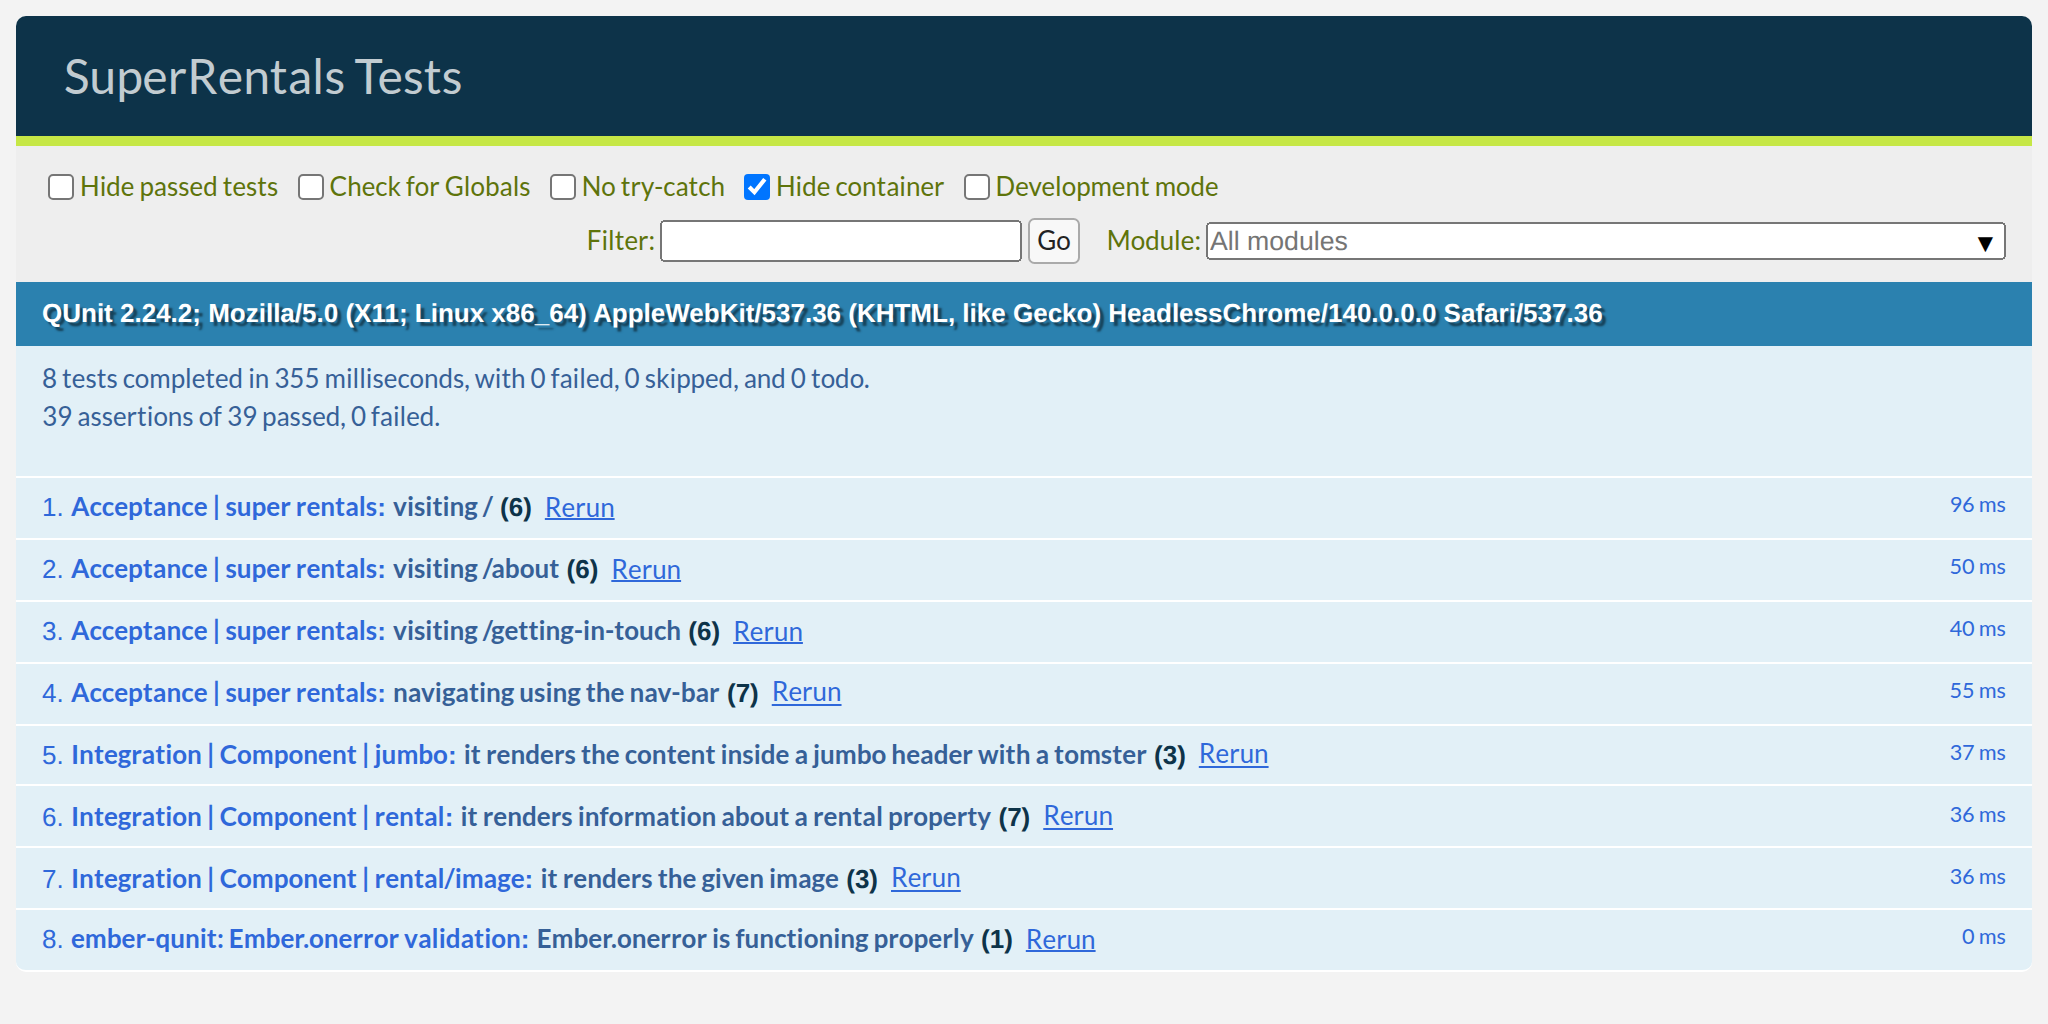 SuperRentals Tests
Hide passed tests Check for Globals No try-catch Hide container Development mode
Filter: Go Module: All modules ▼
QUnit 2.24.2; Mozilla/5.0 (X11; Linux x86_64) AppleWebKit/537.36 (KHTML, like Gecko) HeadlessChrome/140.0.0.0 Safari/537.36
8 tests completed in 355 milliseconds, with 0 failed, 0 skipped, and 0 todo.
39 assertions of 39 passed, 0 failed.
1. Acceptance | super rentals: visiting / (6) Rerun 96 ms
2. Acceptance | super rentals: visiting /about (6) Rerun 50 ms
3. Acceptance | super rentals: visiting /getting-in-touch (6) Rerun 40 ms
4. Acceptance | super rentals: navigating using the nav-bar (7) Rerun 55 ms
5. Integration | Component | jumbo: it renders the content inside a jumbo header with a tomster (3) Rerun 37 ms
6. Integration | Component | rental: it renders information about a rental property (7) Rerun 36 ms
7. Integration | Component | rental/image: it renders the given image (3) Rerun 36 ms
8. ember-qunit: Ember.onerror validation: Ember.onerror is functioning properly (1) Rerun 0 ms